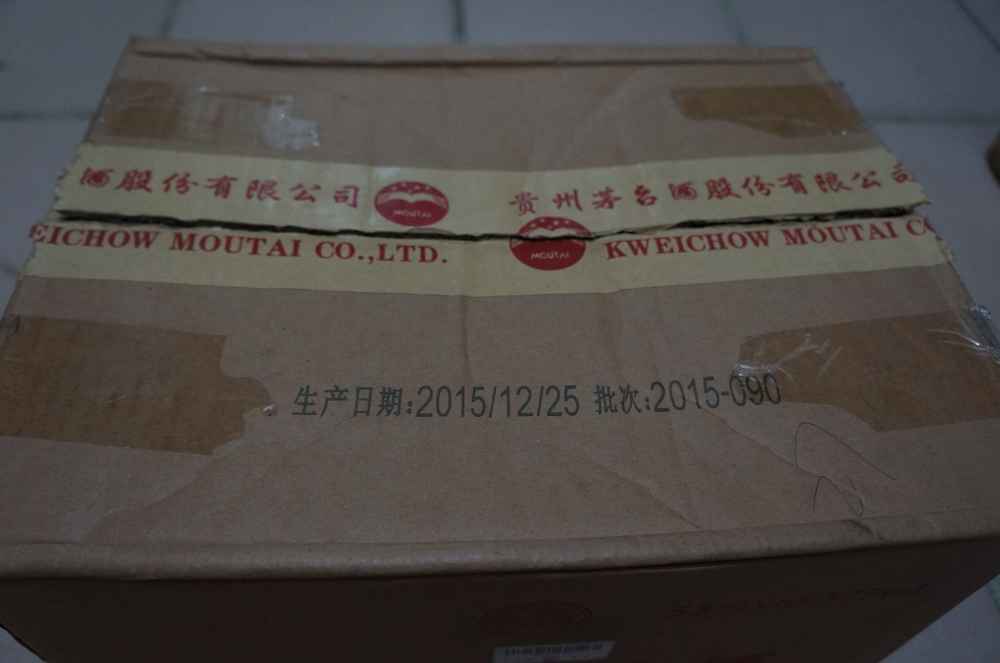 酒股份有限公司 MOUTAI 贵州茅台酒股份有限公司
EICHOW MOUTAI CO.,LTD. MOUTAI KWEICHOW MOUTAI CO
生产日期:2015/12/25 批次:2015-090